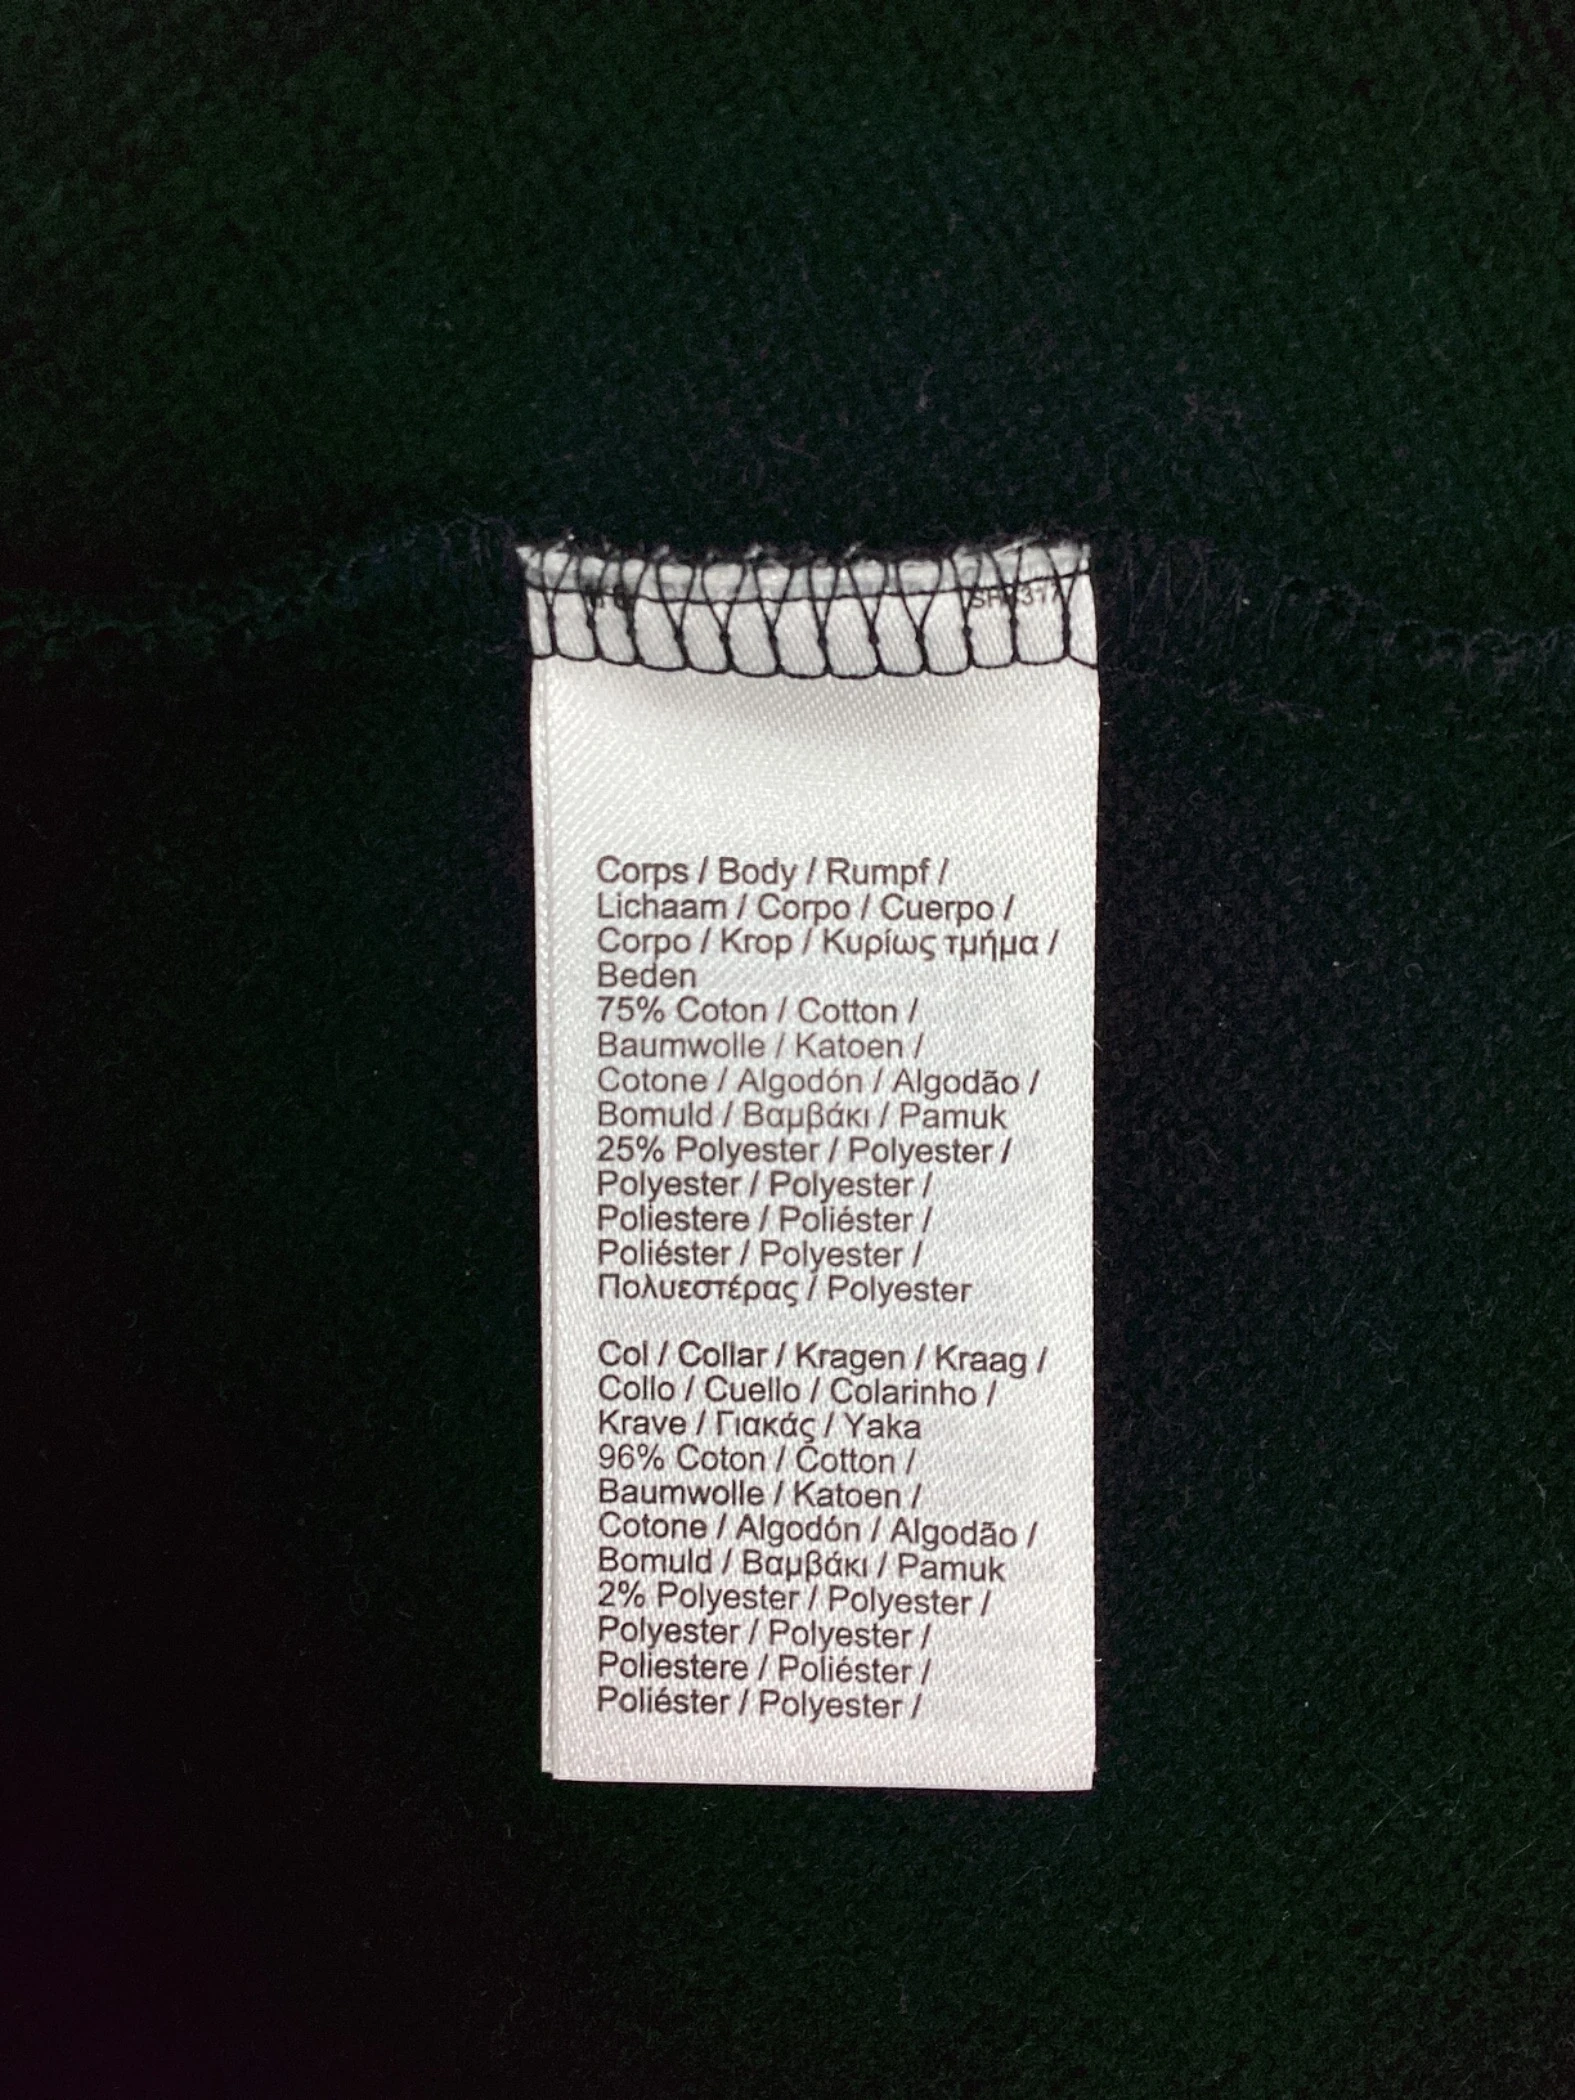 Corps / Body / Rumpf /
Lichaam / Corpo / Cuerpo /
Corpo / Krop / Κυρίως τμήμα /
Beden
75% Coton / Cotton /
Baumwolle / Katoen /
Cotone / Algodón / Algodão /
Bomuld / Βαμβάκι / Pamuk
25% Polyester / Polyester /
Polyester / Polyester /
Poliestere / Poliéster /
Poliéster / Polyester /
Πολυεστέρας / Polyester
Col / Collar / Kragen / Kraag /
Collo / Cuello / Colarinho /
Krave / Γιακάς / Yaka
96% Coton / Cotton /
Baumwolle / Katoen /
Cotone / Algodón / Algodão /
Bomuld / Βαμβάκι / Pamuk
2% Polyester / Polyester /
Polyester / Polyester /
Poliestere / Poliéster /
Poliéster / Polyester /